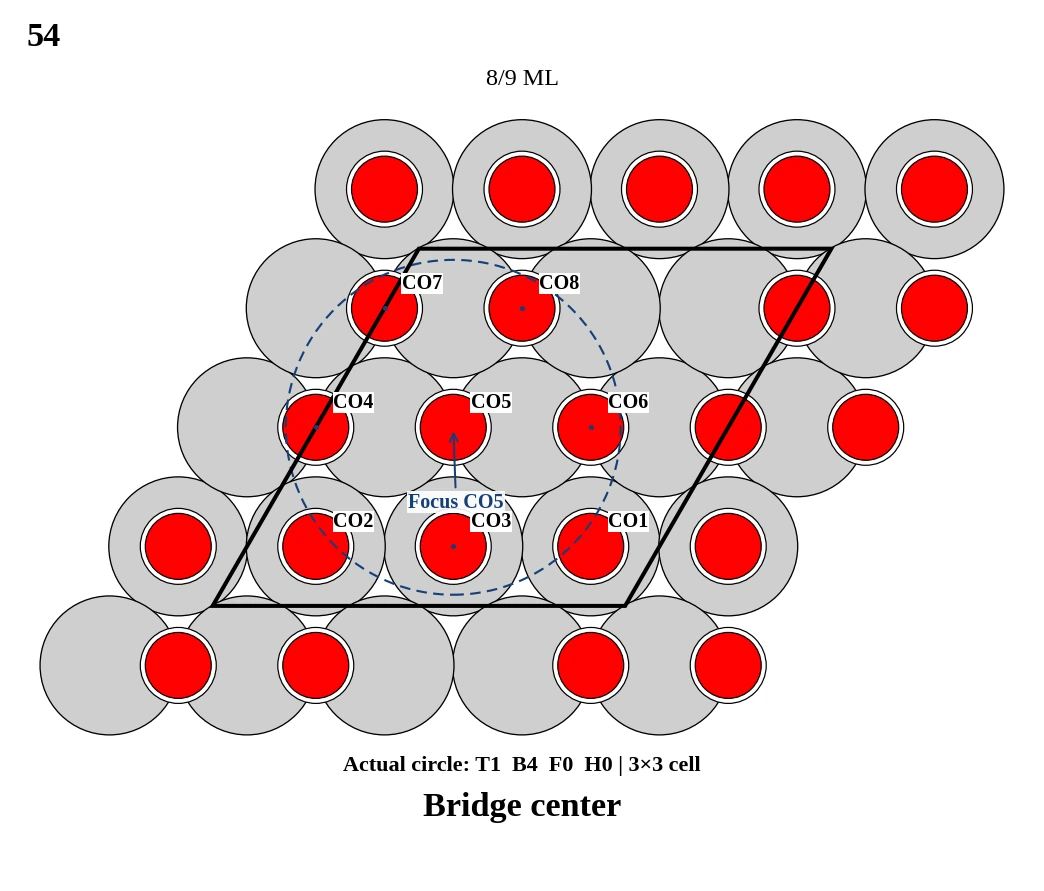 54
8/9 ML
CO7 CO8
CO4 CO5 CO6
Focus CO5
CO2 CO3 CO1
Actual circle: T1 B4 F0 H0 | 3×3 cell
Bridge center